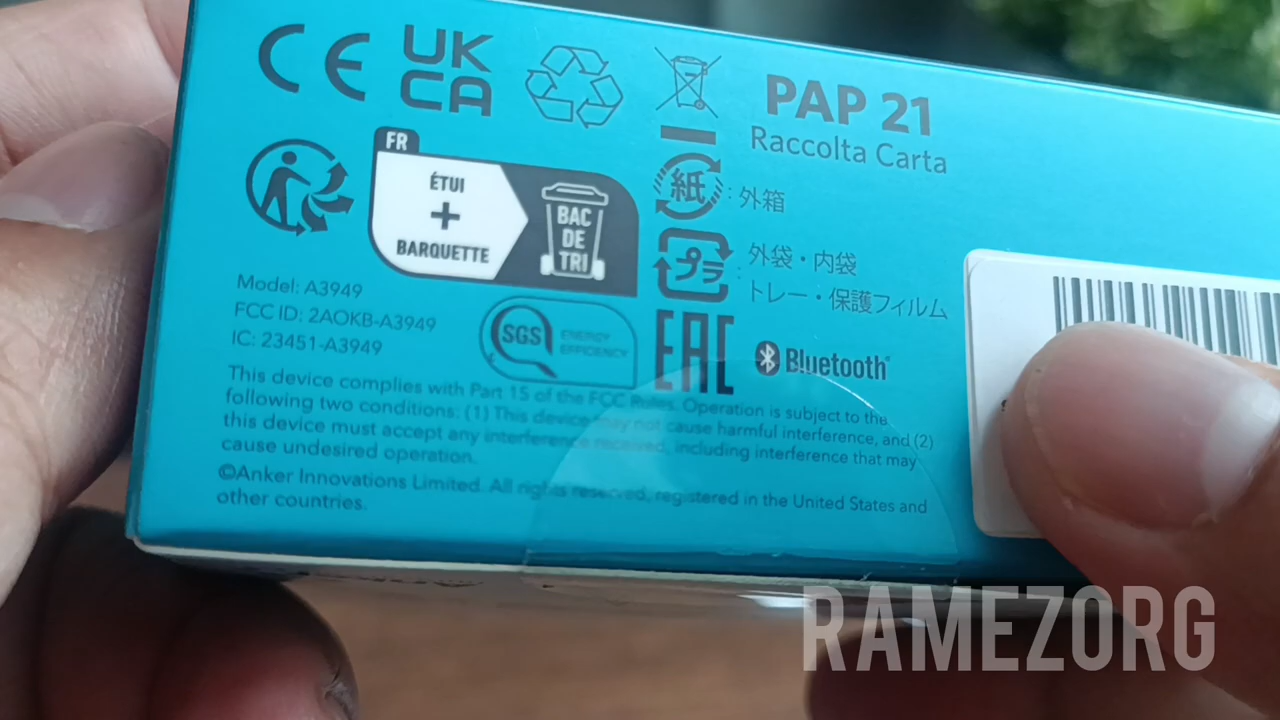 CE
UK
CA
PAP 21
Raccolta Carta
FR
ÉTUI
+
BARQUETTE
BAC
DE
TRI
紙:外箱
プラ:外袋・内袋
トレー・保護フィルム
Model: A3949
FCC ID: 2AOKB-A3949
IC: 23451-A3949
SGS
ENERGY
EFFICIENCY
EAC
Bluetooth®
This device complies with Part 15 of the FCC Rules. Operation is subject to the
following two conditions: (1) This device may not cause harmful interference, and (2)
this device must accept any interference received, including interference that may
cause undesired operation.
©Anker Innovations Limited. All rights reserved, registered in the United States and
other countries.
RAMEZORG